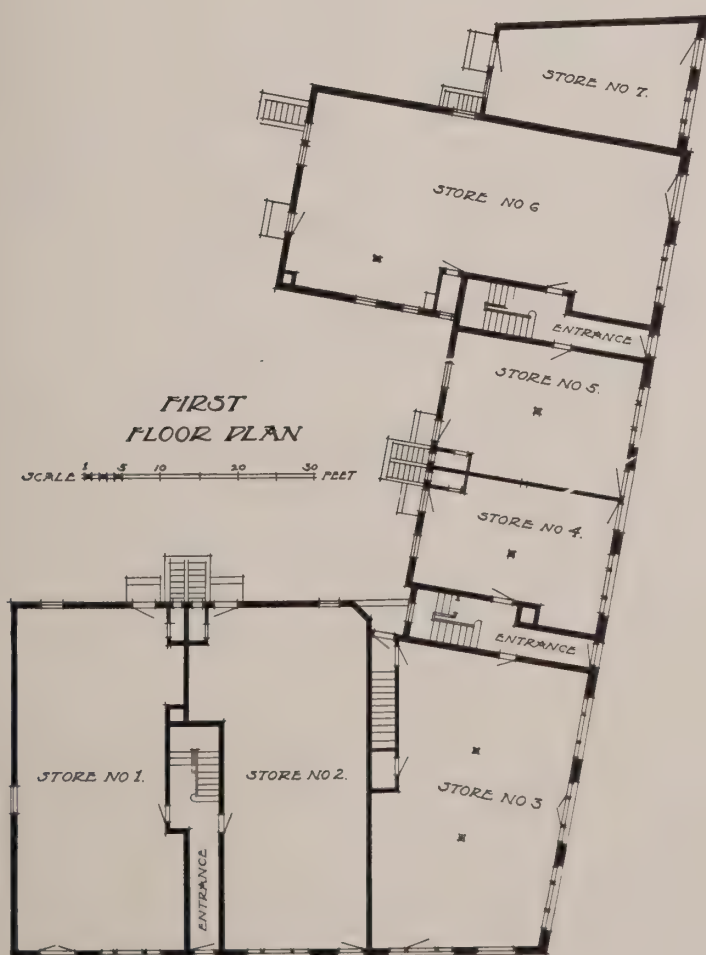 STORE NO 7.
STORE NO 6
ENTRANCE
STORE NO 5.
FIRST
FLOOR PLAN
SCALE 1 5 10 20 30 FEET
STORE NO 4.
ENTRANCE
STORE NO 1.
STORE NO 2.
STORE NO 3
ENTRANCE